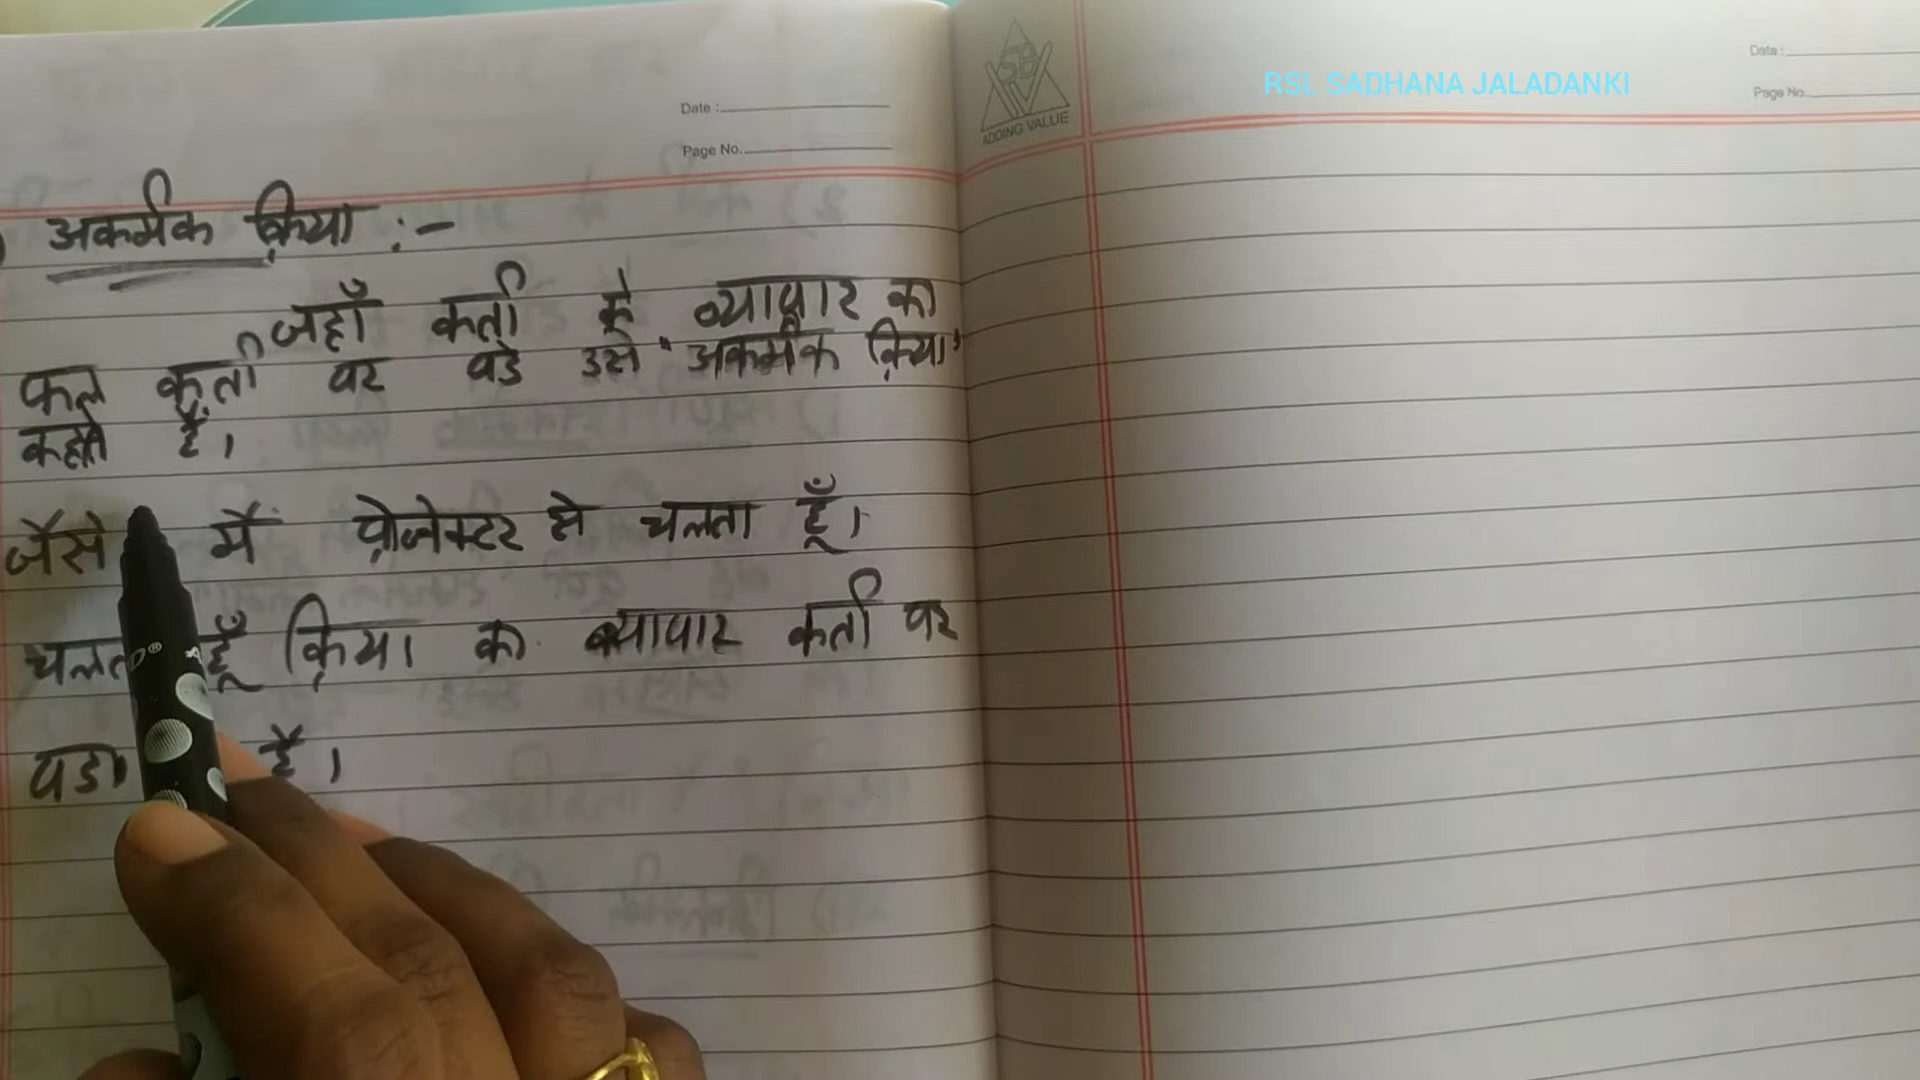 RSL SADHANA JALADANKI
Date :
Page No.
SB
ADDING VALUE
Date :
Page No.
अकर्मक क्रिया :-
जहाँ कर्ता के व्यापार का
फल कर्ता पर पडे उसे "अकर्मक क्रिया"
कहते हैं।
जैसे मैं प्रोजेक्टर से चलता हूँ।
हूँ क्रिया का व्यापार कर्ता पर
पडा है।